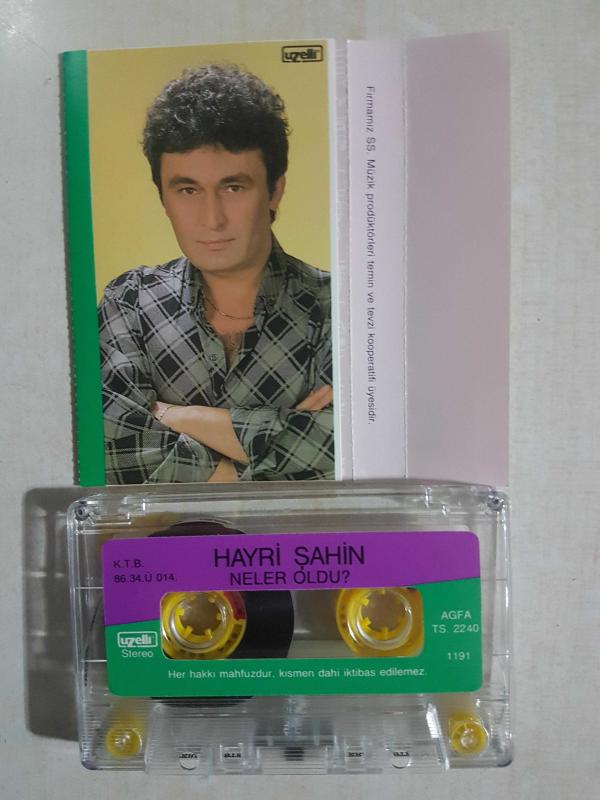 uzelli
Firmamız SS. Müzik prodüktörleri temin ve tevzi kooperatifi üyesidir.
K.T.B.
86.34.Ü 014.
HAYRİ ŞAHİN
NELER OLDU?
uzelli
Stereo
AGFA
TS. 2240
1191
Her hakkı mahfuzdur, kısmen dahi iktibas edilemez.